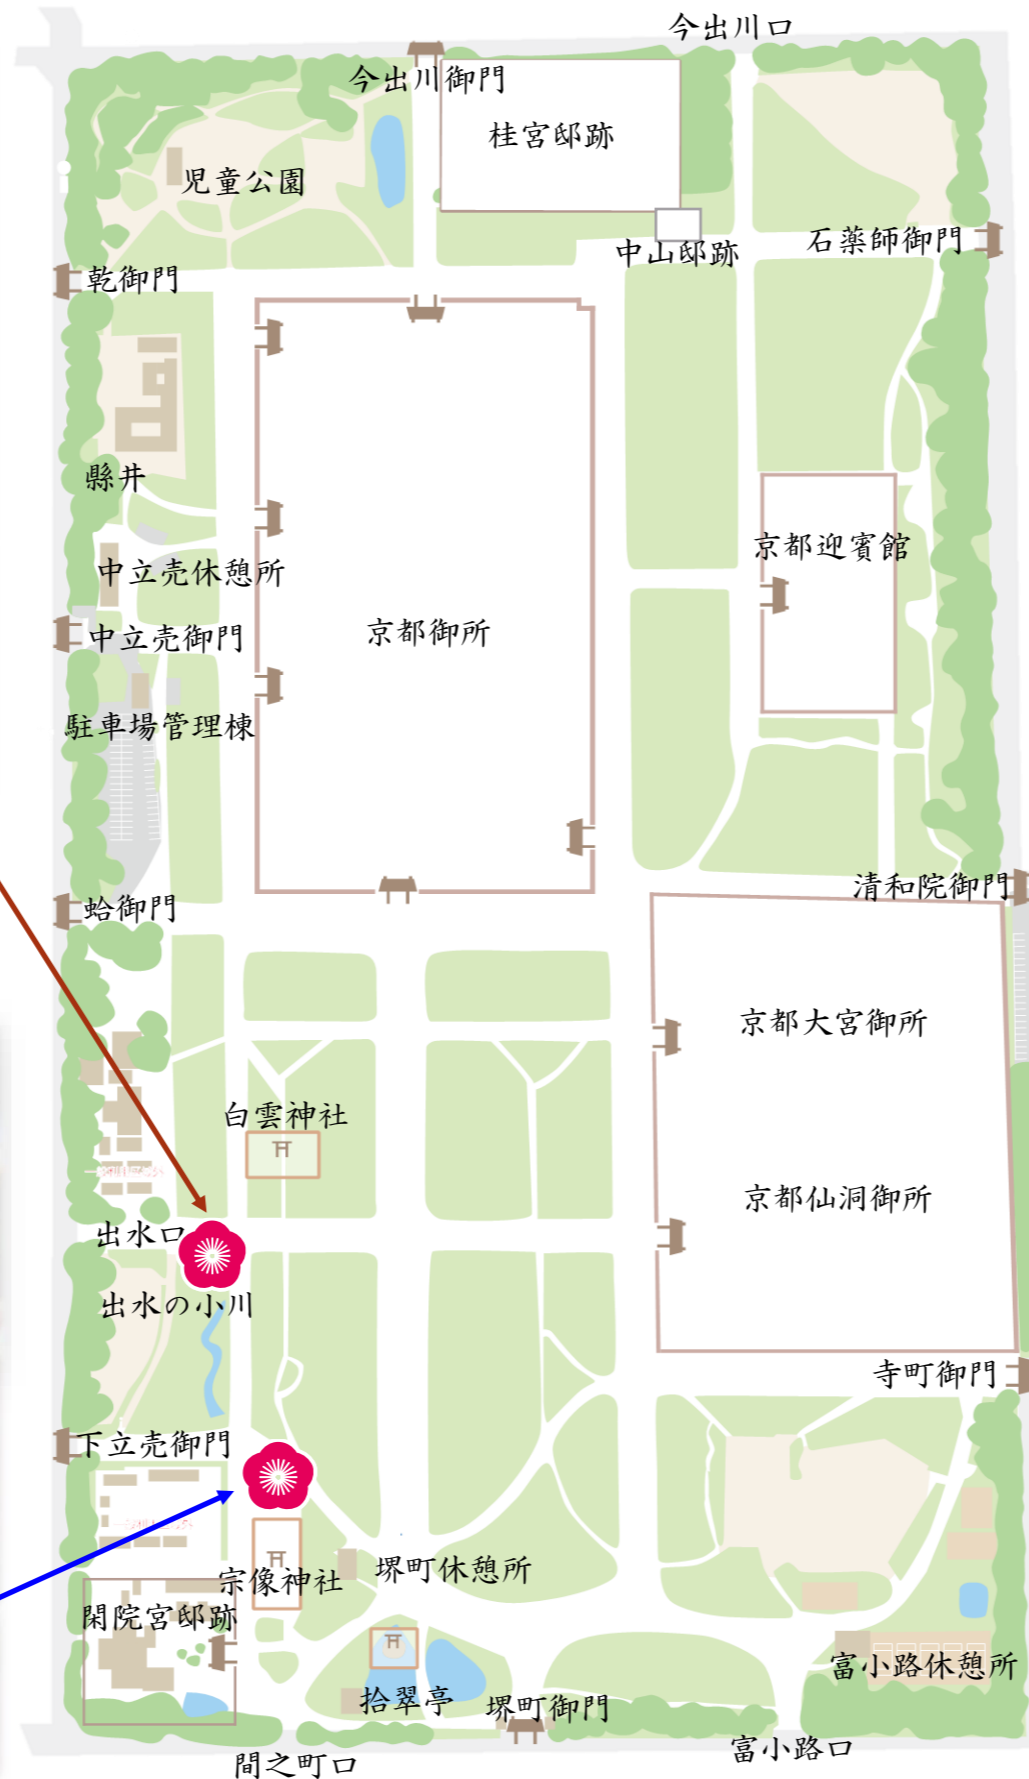 今出川口
今出川御門
桂宮邸跡
児童公園
中山邸跡
石薬師御門
乾御門
縣井
京都迎賓館
中立売休憩所
中立売御門
京都御所
駐車場管理棟
清和院御門
蛤御門
京都大宮御所
白雲神社
京都仙洞御所
出水口
出水の小川
寺町御門
下立売御門
宗像神社
堺町休憩所
閑院宮邸跡
富小路休憩所
拾翠亭
堺町御門
富小路口
間之町口